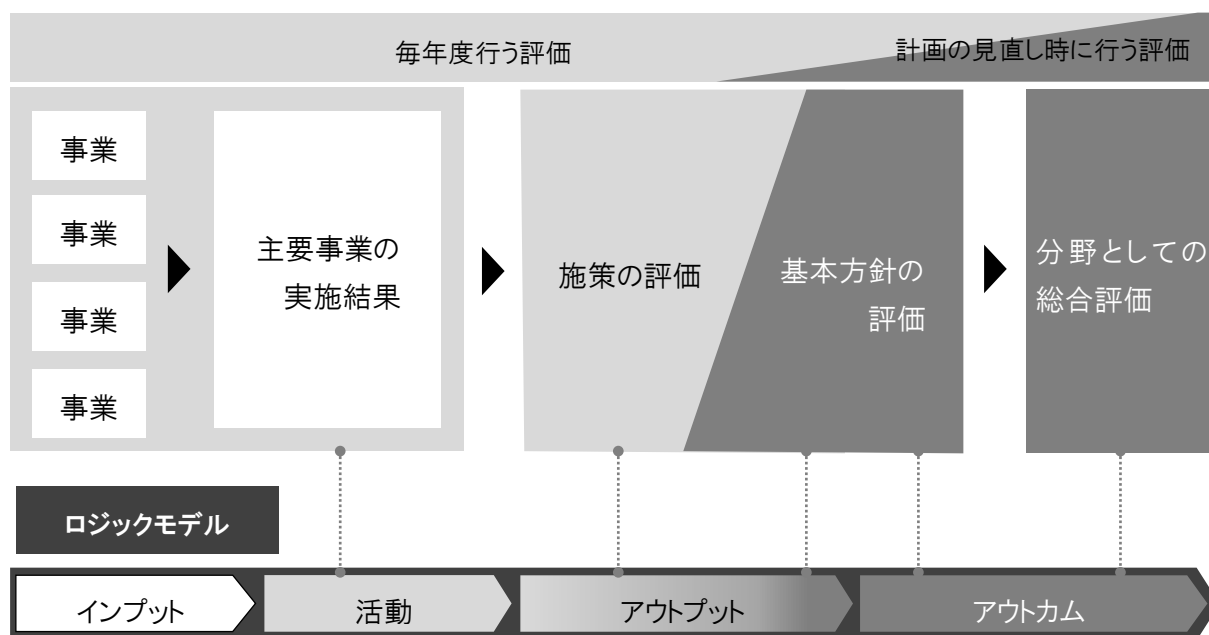 毎年度行う評価
計画の見直し時に行う評価
事業
事業
事業
事業
主要事業の
実施結果
施策の評価
基本方針の
評価
分野としての
総合評価
ロジックモデル
インプット
活動
アウトプット
アウトカム